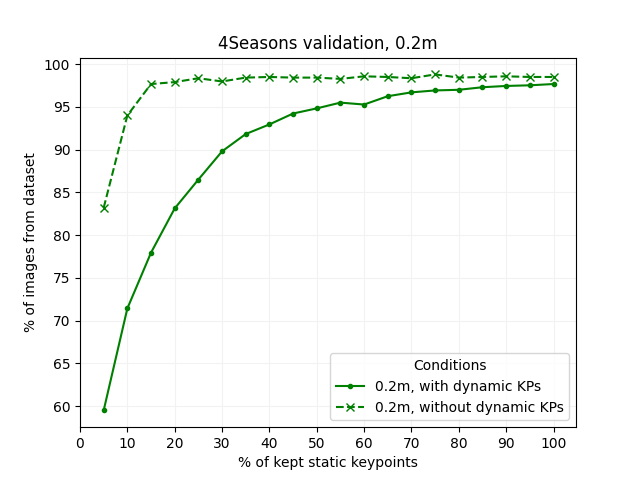 4Seasons validation, 0.2m
100
95
90
85
80
75
70
65
60
% of images from dataset
Conditions
0.2m, with dynamic KPs
0.2m, without dynamic KPs
0 10 20 30 40 50 60 70 80 90 100
% of kept static keypoints